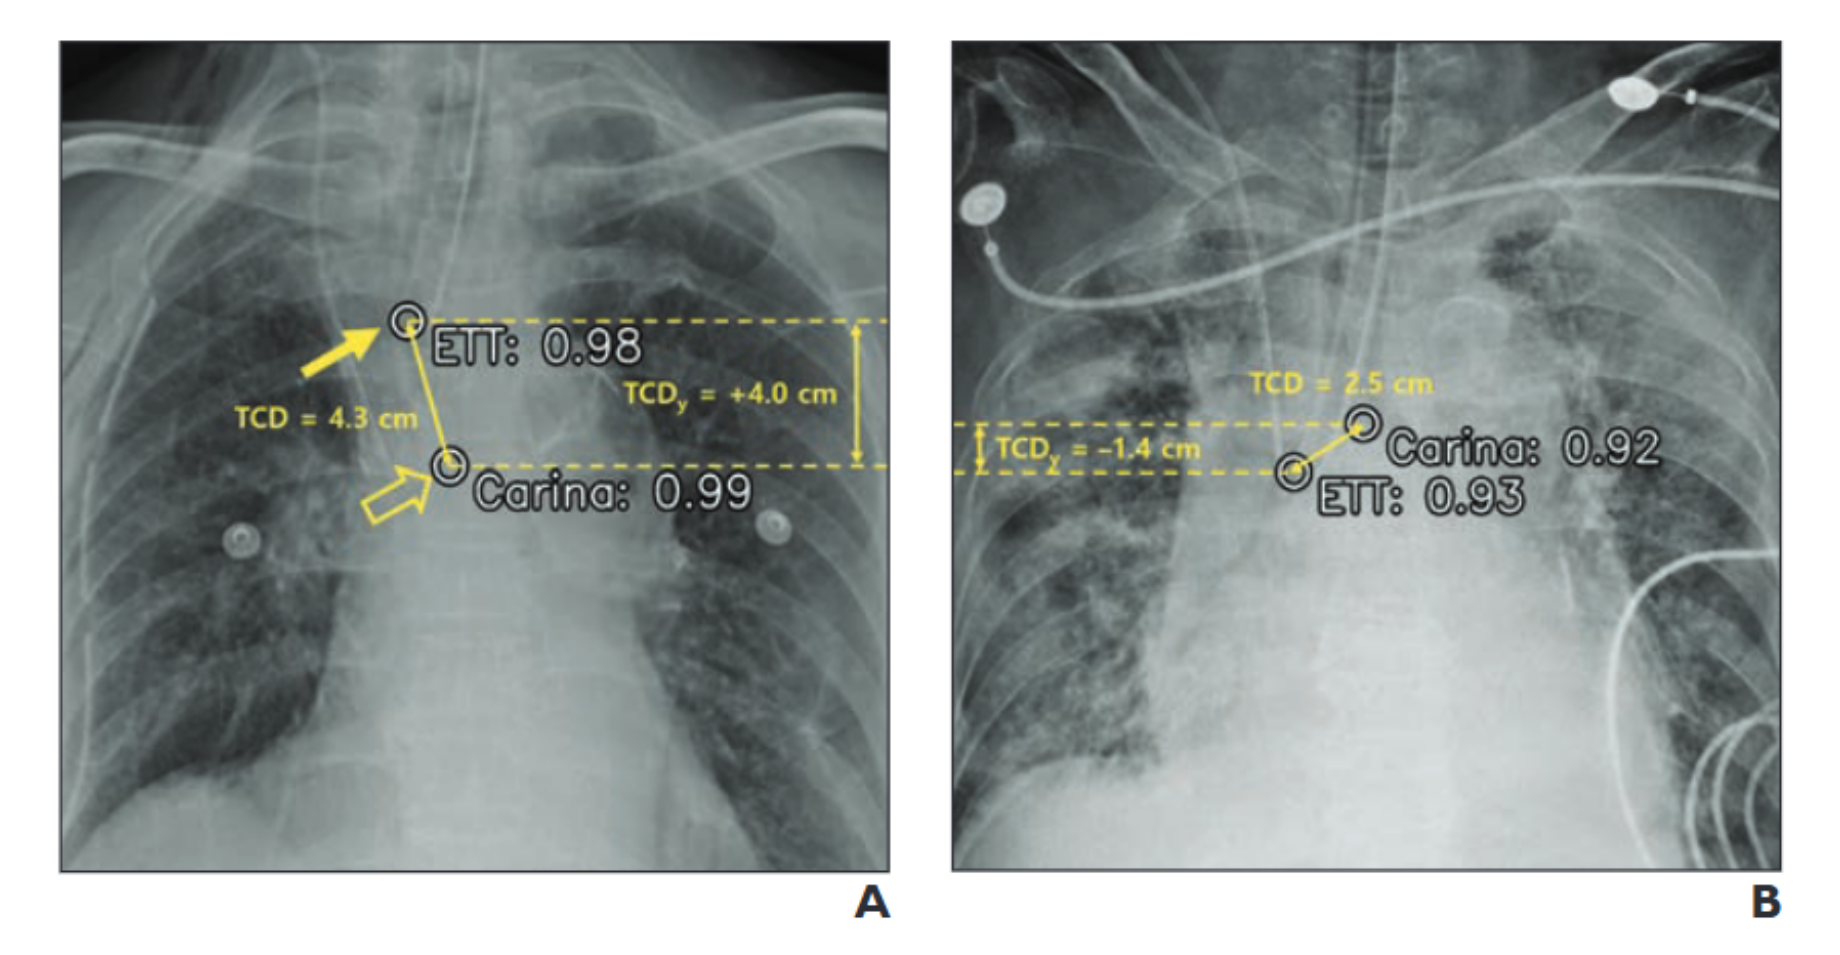 ETT: 0.98
TCDy = +4.0 cm
TCD = 4.3 cm
Carina: 0.99
A
TCD = 2.5 cm
Carina: 0.92
TCDy = –1.4 cm
ETT: 0.93
B